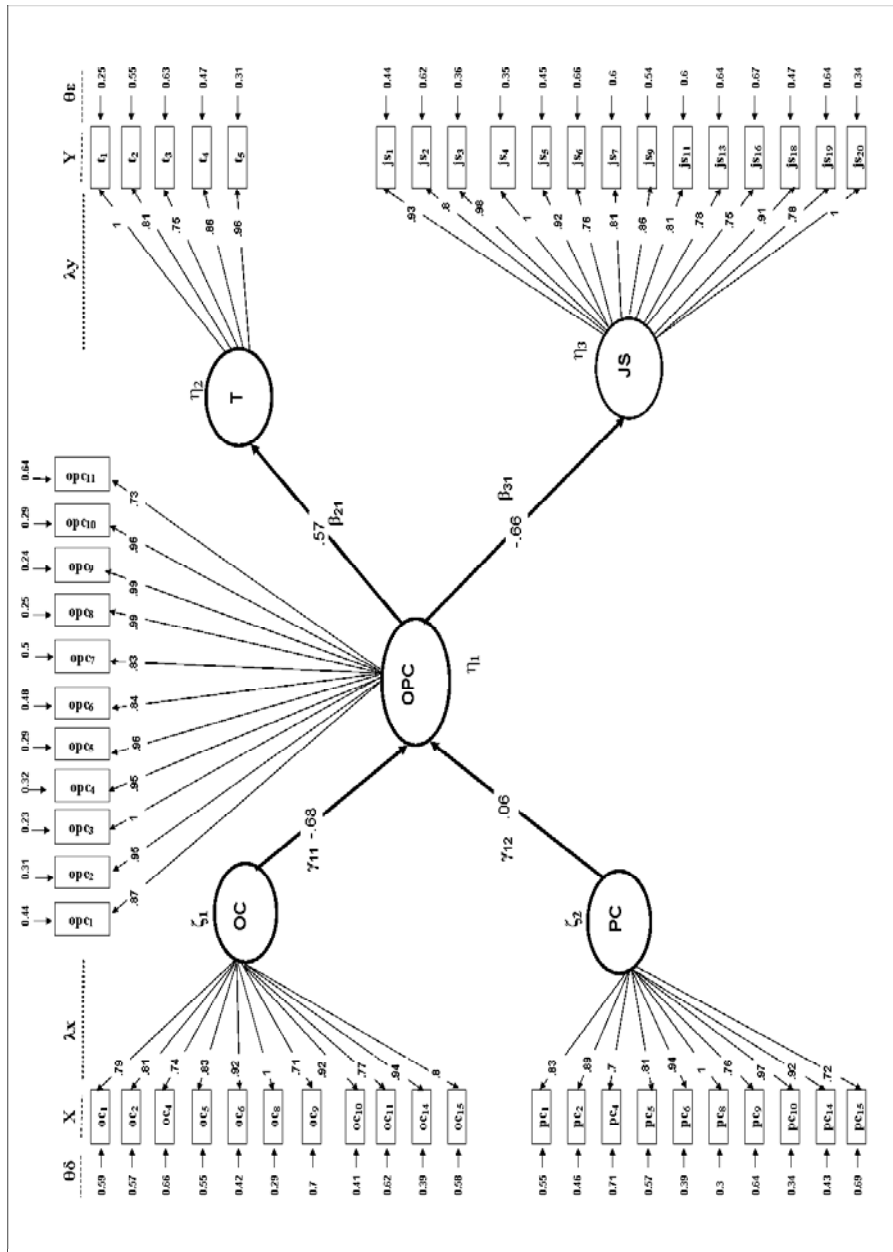 θδ X λx
0.59 oc₁ .79
0.57 oc₂ .81
0.66 oc₄ .74
0.55 oc₅ .83
0.42 oc₆ .92
0.29 oc₈ 1
0.7 oc₉ .71
0.41 oc₁₀ .92
0.62 oc₁₁ .77
0.39 oc₁₄ .94
0.58 oc₁₅ .8
ζ₁
OC
γ₁₁ -.68
0.55 pc₁ .83
0.46 pc₂ .89
0.71 pc₄ .7
0.57 pc₅ .81
0.39 pc₆ .94
0.3 pc₈ 1
0.64 pc₉ .76
0.34 pc₁₀ .97
0.43 pc₁₄ .92
0.69 pc₁₅ .72
ζ₂
PC
γ₁₂ .06
0.44 opc₁ .87
0.31 opc₂ .95
0.23 opc₃ 1
0.32 opc₄ .95
0.29 opc₅ .96
0.48 opc₆ .84
0.5 opc₇ .83
0.25 opc₈ .99
0.24 opc₉ .99
0.29 opc₁₀ .96
0.64 opc₁₁ .73
OPC
η₁
.57 β₂₁
-.66 β₃₁
η₂
T
λy Y θε
1 t₁ 0.25
.81 t₂ 0.55
.75 t₃ 0.63
.86 t₄ 0.47
.96 t₅ 0.31
η₃
JS
.93 js₁ 0.44
.8 js₂ 0.62
.98 js₃ 0.36
1 js₄ 0.35
.92 js₅ 0.45
.76 js₆ 0.66
.81 js₇ 0.6
.86 js₉ 0.54
.81 js₁₁ 0.6
.78 js₁₃ 0.64
.75 js₁₆ 0.67
.91 js₁₈ 0.47
.78 js₁₉ 0.64
1 js₂₀ 0.34